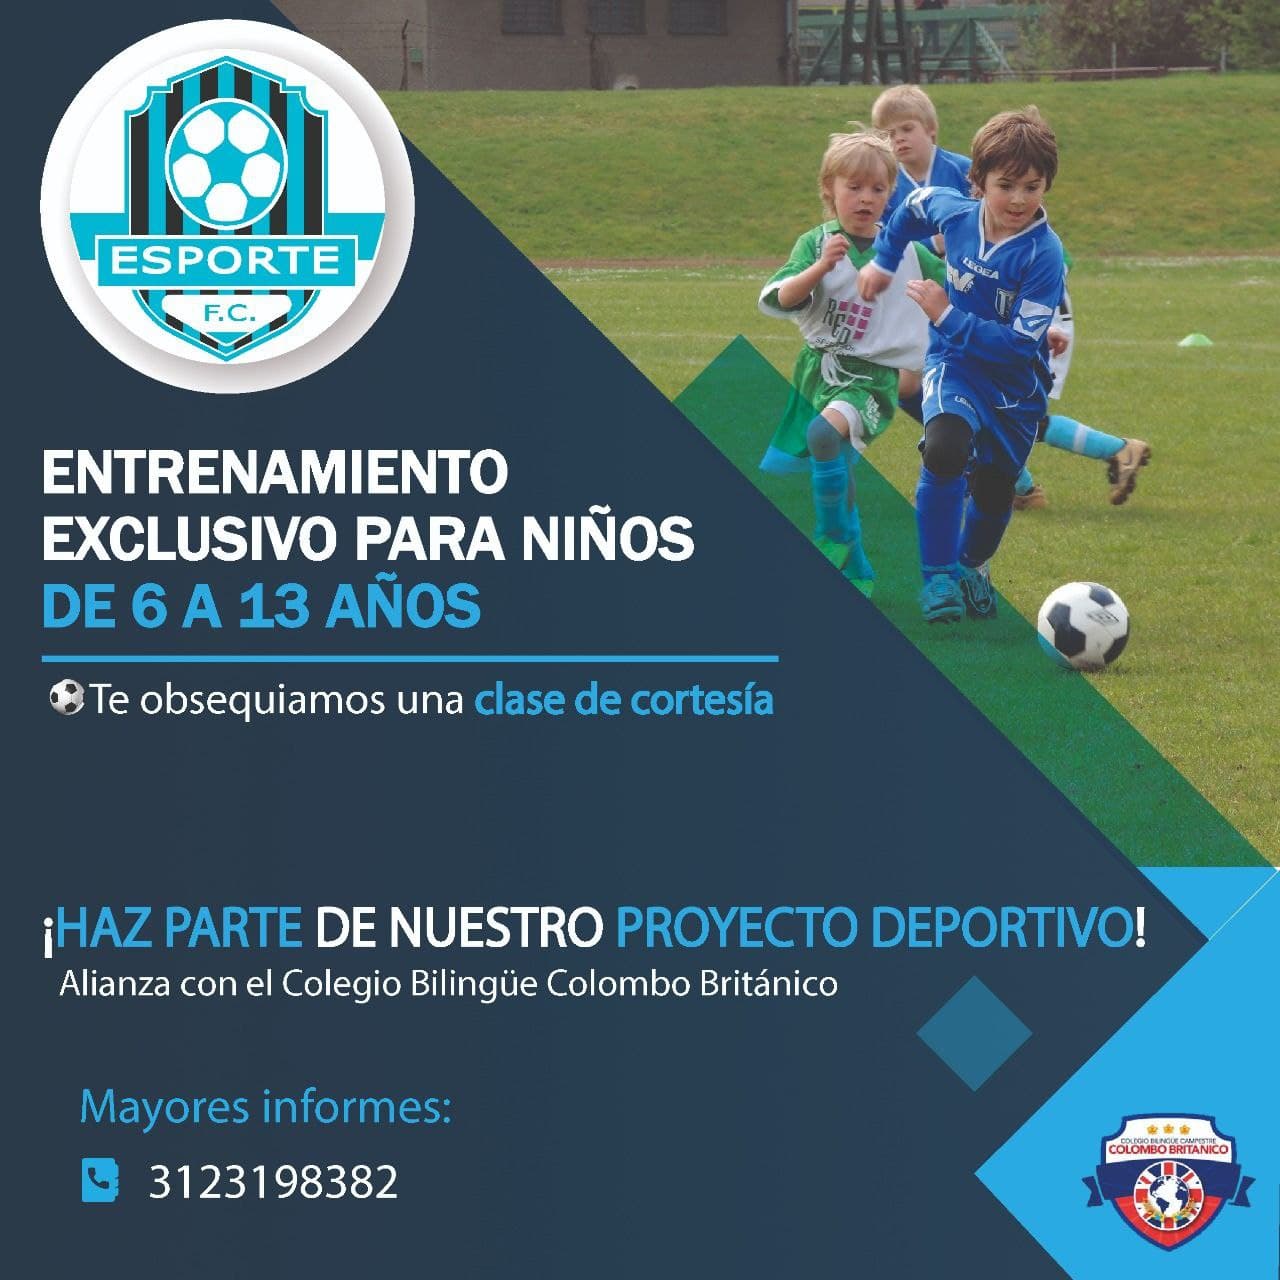 ESPORTE
F.C.
LEGEA
ENTRENAMIENTO
EXCLUSIVO PARA NIÑOS
DE 6 A 13 AÑOS
Te obsequiamos una clase de cortesía
¡HAZ PARTE DE NUESTRO PROYECTO DEPORTIVO!
Alianza con el Colegio Bilingüe Colombo Británico
Mayores informes:
3123198382
COLEGIO BILINGÜE CAMPESTRE
COLOMBO BRITANICO